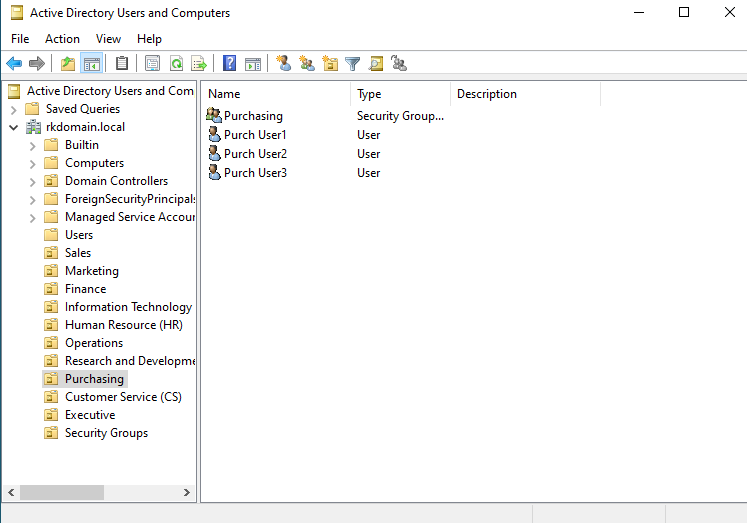 Active Directory Users and Computers
File Action View Help
Active Directory Users and Com
Saved Queries
rkdomain.local
Builtin
Computers
Domain Controllers
ForeignSecurityPrincipals
Managed Service Accour
Users
Sales
Marketing
Finance
Information Technology
Human Resource (HR)
Operations
Research and Developme
Purchasing
Customer Service (CS)
Executive
Security Groups
Name Type Description
Purchasing Security Group...
Purch User1 User
Purch User2 User
Purch User3 User